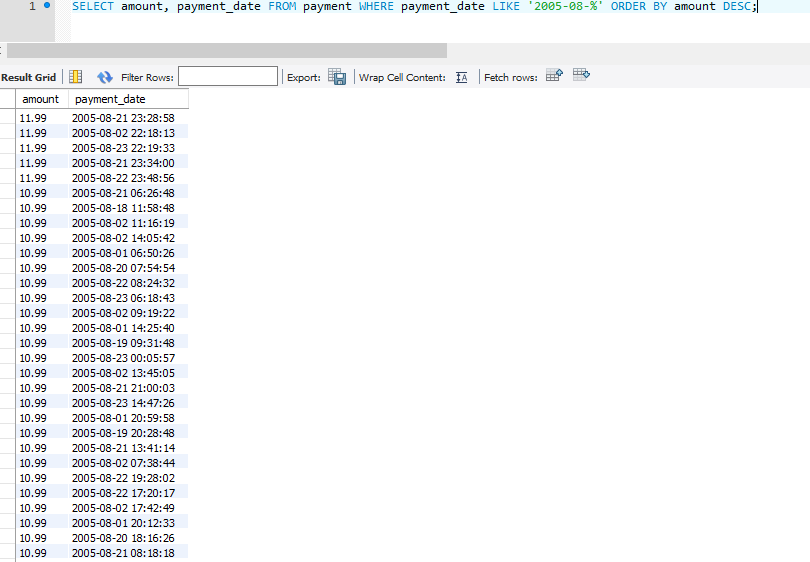 1 SELECT amount, payment_date FROM payment WHERE payment_date LIKE '2005-08-%' ORDER BY amount DESC;
Result Grid Filter Rows: Export: Wrap Cell Content: IA Fetch rows:
amount payment_date
11.99 2005-08-21 23:28:58
11.99 2005-08-02 22:18:13
11.99 2005-08-23 22:19:33
11.99 2005-08-21 23:34:00
11.99 2005-08-22 23:48:56
10.99 2005-08-21 06:26:48
10.99 2005-08-18 11:58:48
10.99 2005-08-02 11:16:19
10.99 2005-08-02 14:05:42
10.99 2005-08-01 06:50:26
10.99 2005-08-20 07:54:54
10.99 2005-08-22 08:24:32
10.99 2005-08-23 06:18:43
10.99 2005-08-02 09:19:22
10.99 2005-08-01 14:25:40
10.99 2005-08-19 09:31:48
10.99 2005-08-23 00:05:57
10.99 2005-08-02 13:45:05
10.99 2005-08-21 21:00:03
10.99 2005-08-23 14:47:26
10.99 2005-08-01 20:59:58
10.99 2005-08-19 20:28:48
10.99 2005-08-21 13:41:14
10.99 2005-08-02 07:38:44
10.99 2005-08-22 19:28:02
10.99 2005-08-22 17:20:17
10.99 2005-08-02 17:42:49
10.99 2005-08-01 20:12:33
10.99 2005-08-20 18:16:26
10.99 2005-08-21 08:18:18